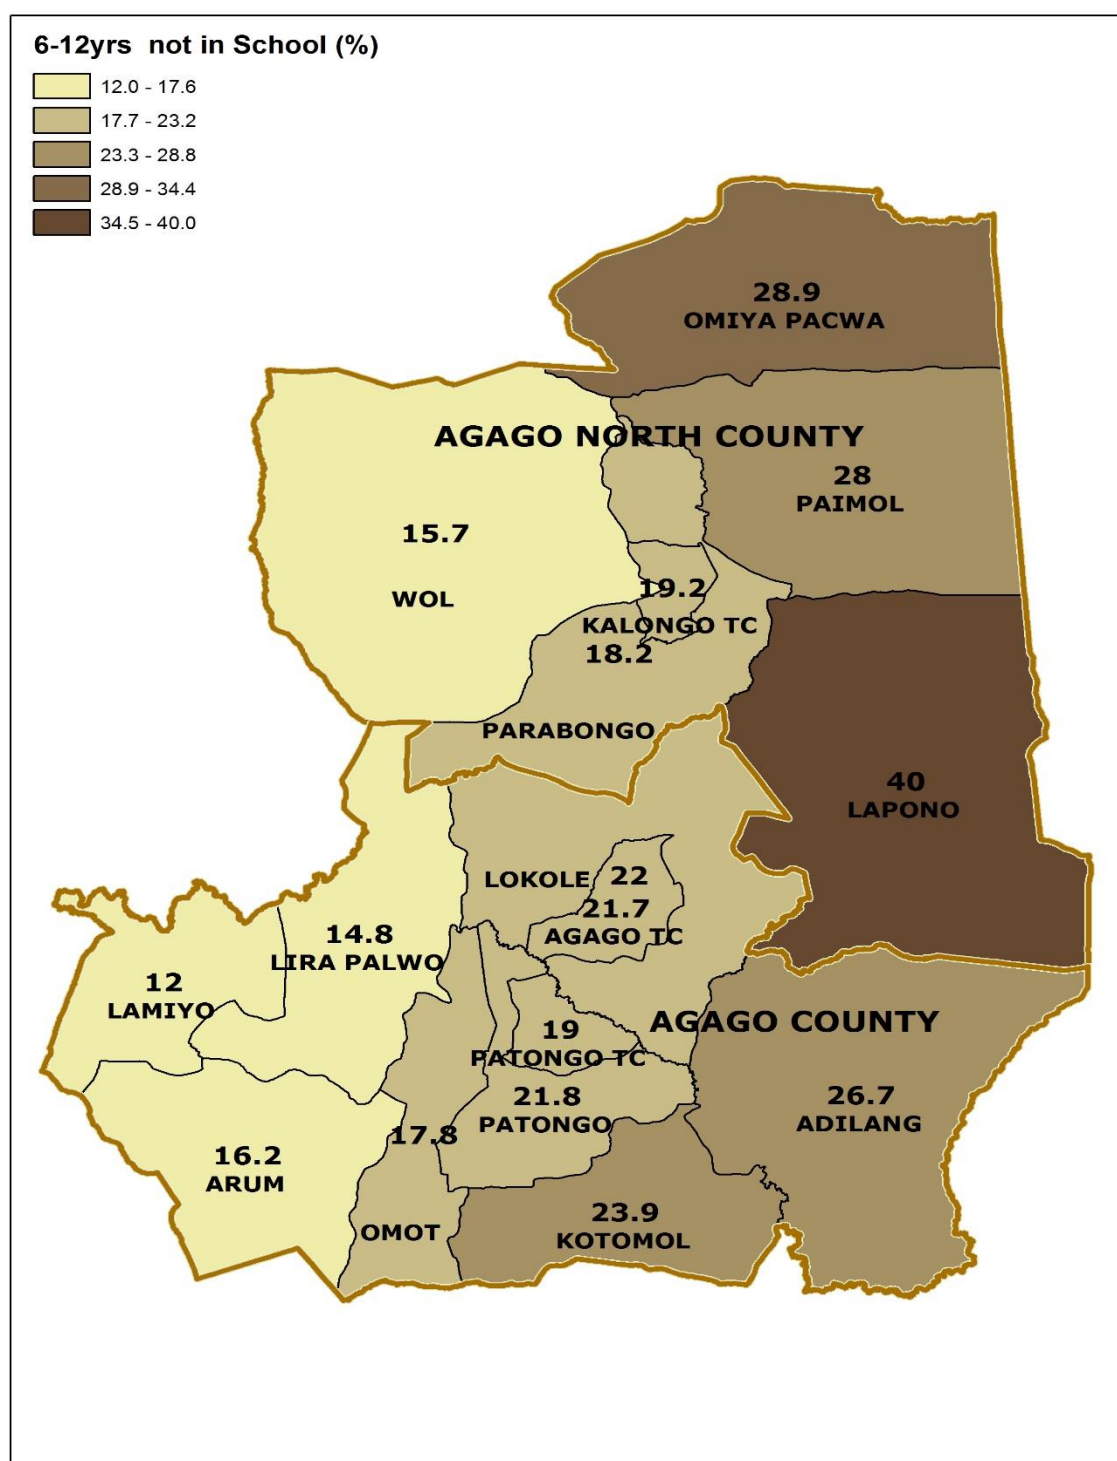 6-12yrs not in School (%)
12.0 - 17.6
17.7 - 23.2
23.3 - 28.8
28.9 - 34.4
34.5 - 40.0
28.9
OMIYA PACWA
AGAGO NORTH COUNTY
28
PAIMOL
15.7
WOL
19.2
KALONGO TC
18.2
PARABONGO
40
LAPONO
LOKOLE
22
21.7
AGAGO TC
14.8
LIRA PALWO
12
LAMIYO
AGAGO COUNTY
19
PATONGO TC
21.8
PATONGO
26.7
ADILANG
17.8
OMOT
16.2
ARUM
23.9
KOTOMOL